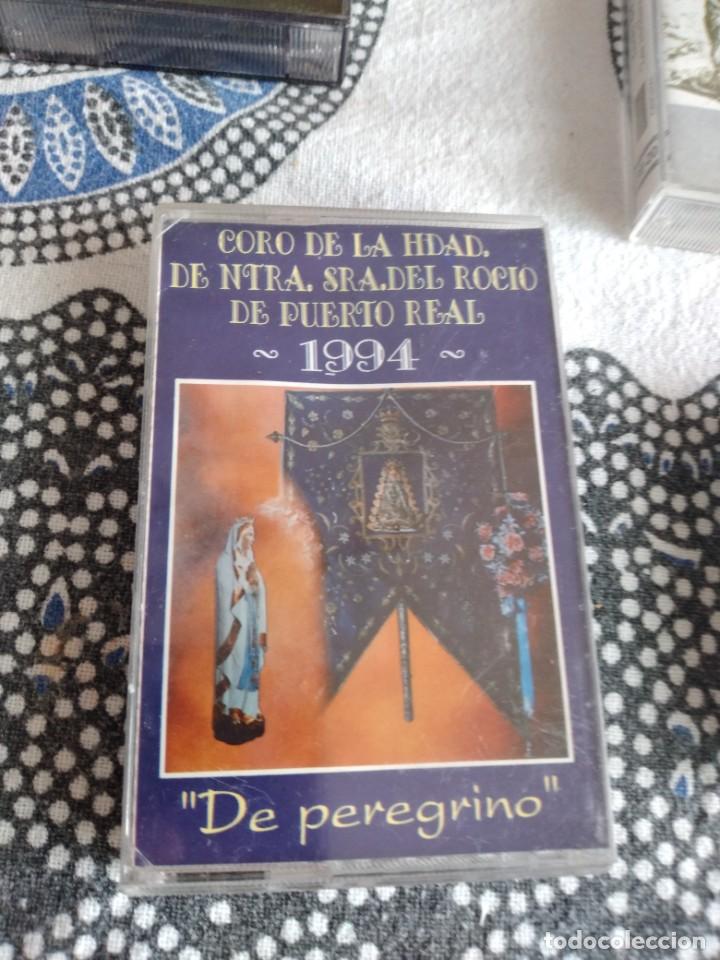 CORO DE LA HDAD.
DE NTRA. SRA.DEL ROCIO
DE PUERTO REAL
~ 1994 ~
"De peregrino"
todocoleccion